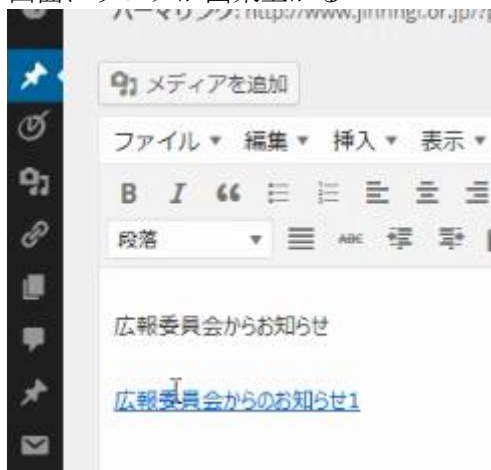 メディアを追加
ファイル 編集 挿入 表示
B I
段落 ABC
広報委員会からお知らせ
広報委員会からのお知らせ1